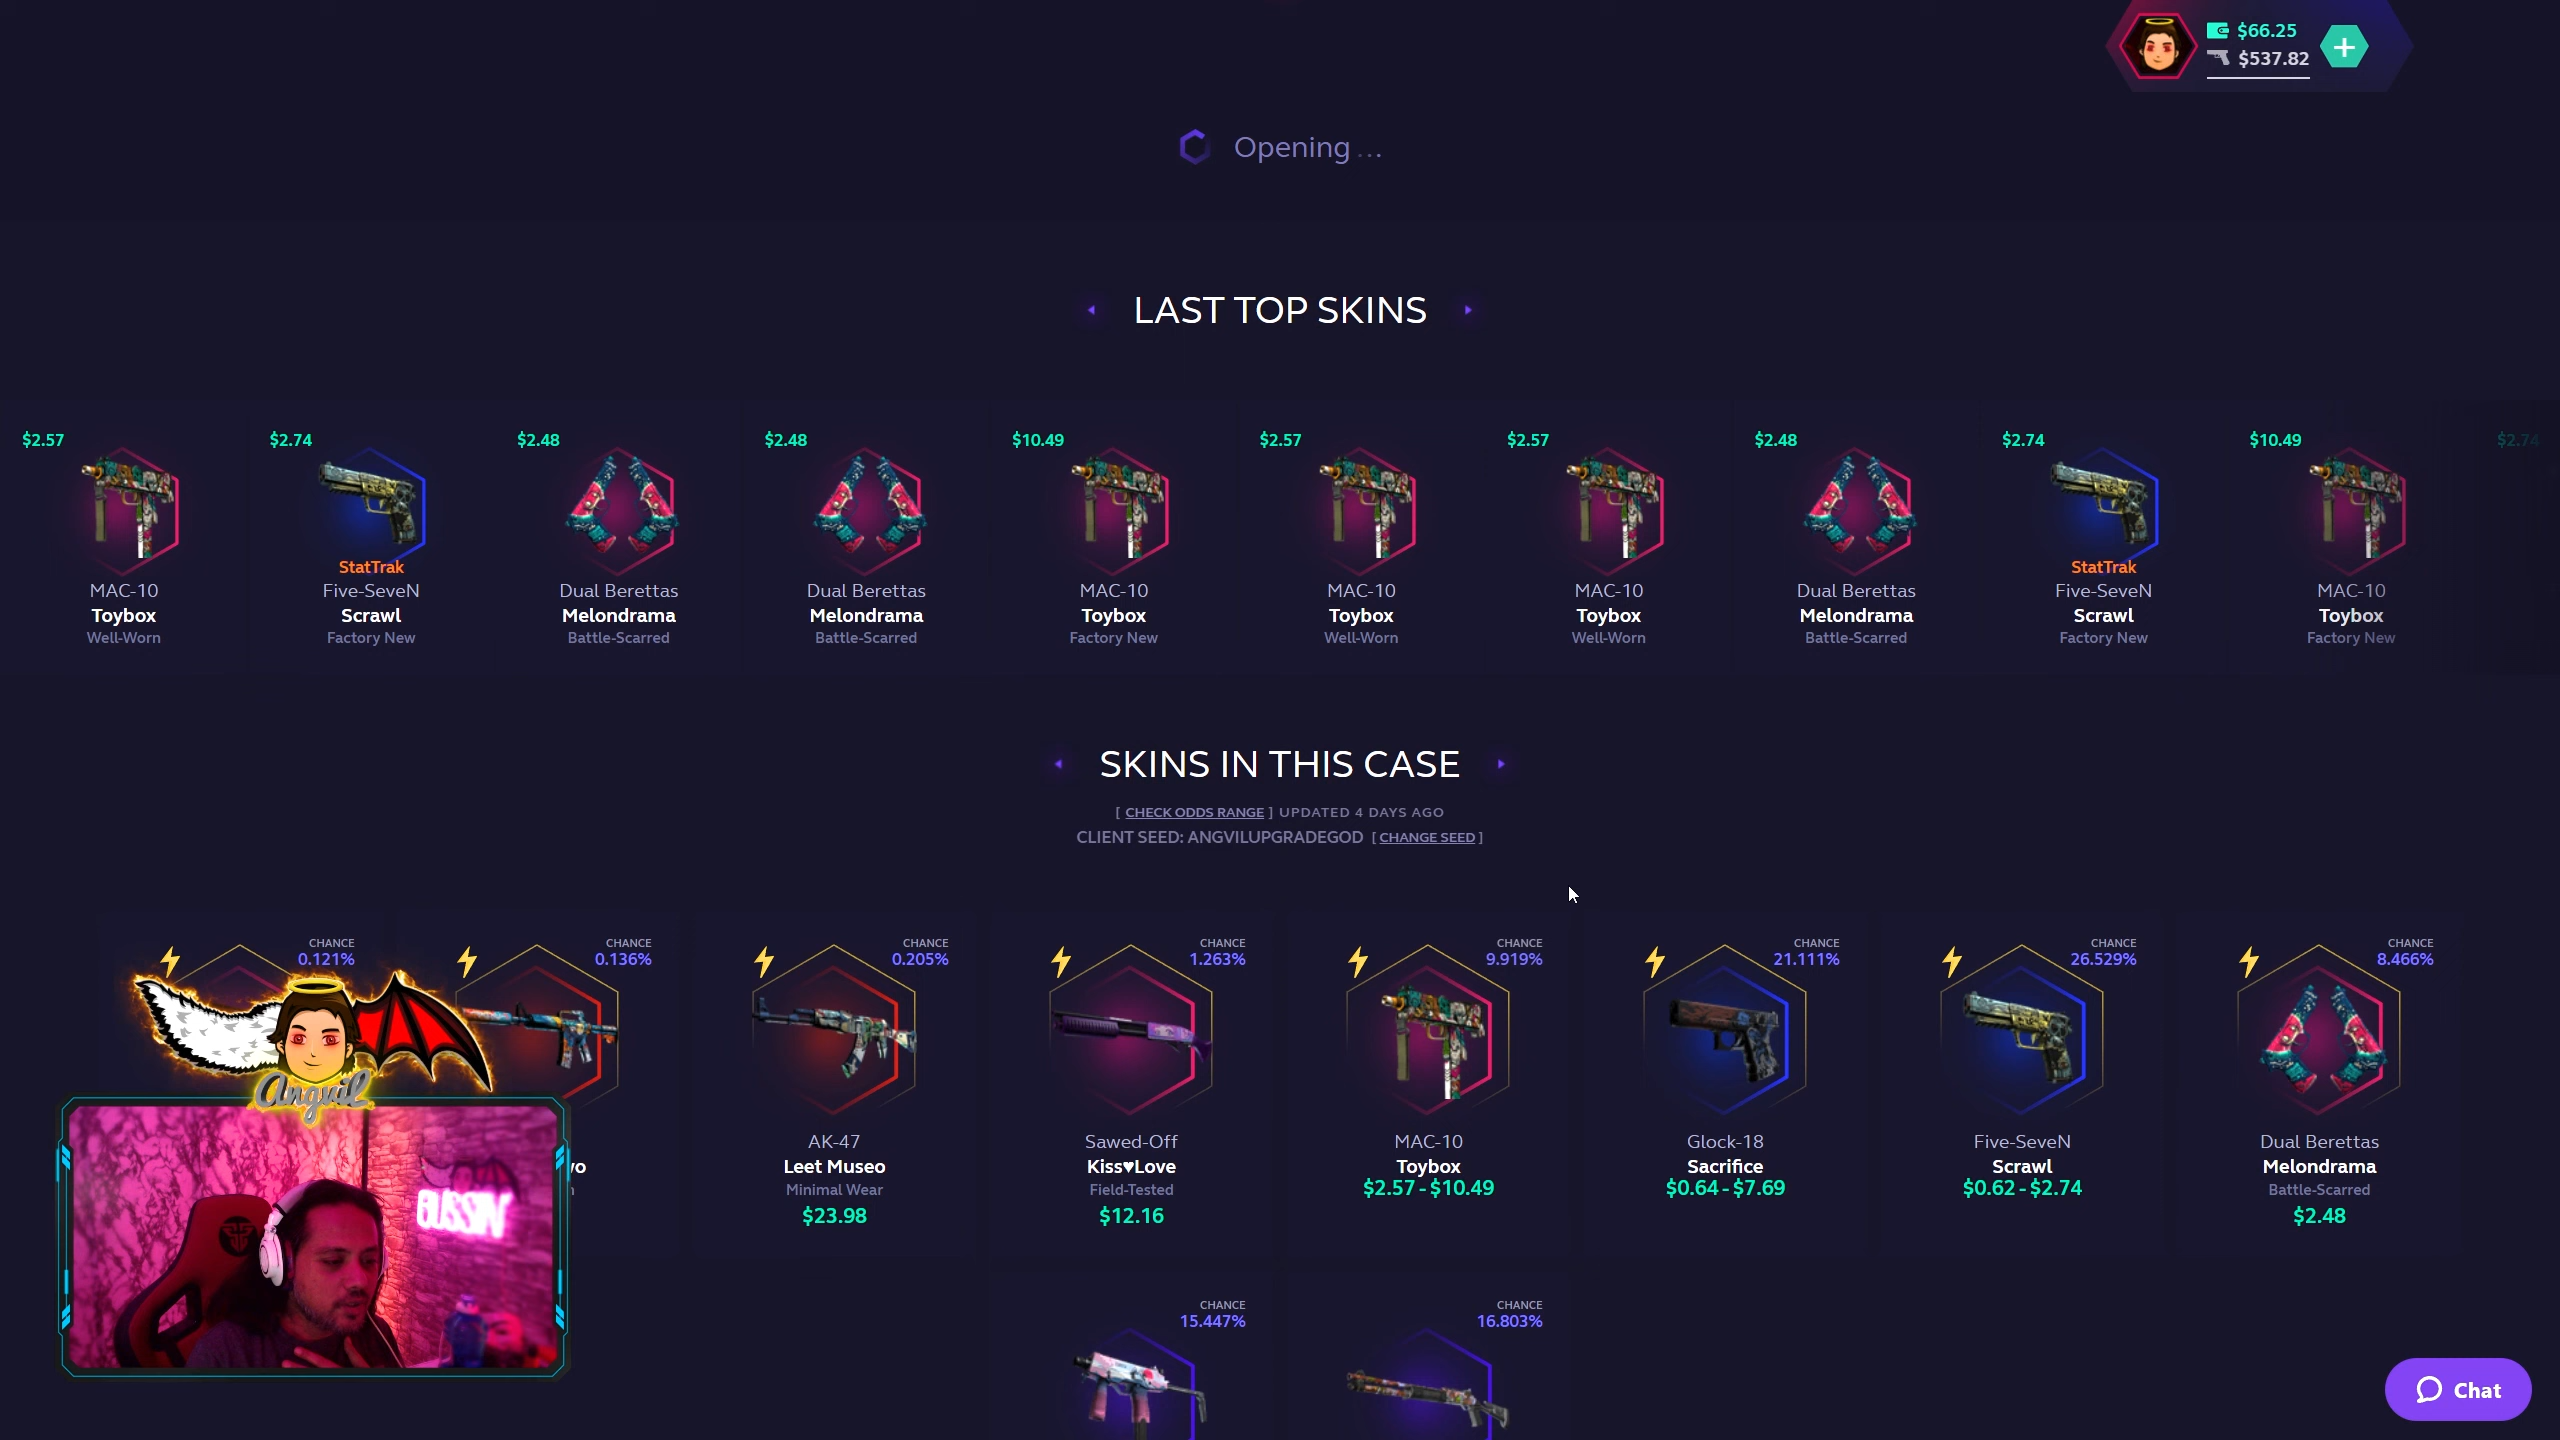 $66.25
$537.82
Opening ...
LAST TOP SKINS
$2.57
MAC-10
Toybox
Well-Worn
$2.74
StatTrak
Five-SeveN
Scrawl
Factory New
$2.48
Dual Berettas
Melondrama
Battle-Scarred
$2.48
Dual Berettas
Melondrama
Battle-Scarred
$10.49
MAC-10
Toybox
Factory New
$2.57
MAC-10
Toybox
Well-Worn
$2.57
MAC-10
Toybox
Well-Worn
$2.48
Dual Berettas
Melondrama
Battle-Scarred
$2.74
StatTrak
Five-SeveN
Scrawl
Factory New
$10.49
MAC-10
Toybox
Factory New
$2.74
SKINS IN THIS CASE
[ CHECK ODDS RANGE ] UPDATED 4 DAYS AGO
CLIENT SEED: ANGVILUPGRADEGOD [ CHANGE SEED ]
CHANCE
0.121%
CHANCE
0.136%
CHANCE
0.205%
AK-47
Leet Museo
Minimal Wear
$23.98
CHANCE
1.263%
Sawed-Off
Kiss♥Love
Field-Tested
$12.16
CHANCE
9.919%
MAC-10
Toybox
$2.57 - $10.49
CHANCE
21.111%
Glock-18
Sacrifice
$0.64 - $7.69
CHANCE
26.529%
Five-SeveN
Scrawl
$0.62 - $2.74
CHANCE
8.466%
Dual Berettas
Melondrama
Battle-Scarred
$2.48
Angvil
BUSSIN'
CHANCE
15.447%
CHANCE
16.803%
Chat